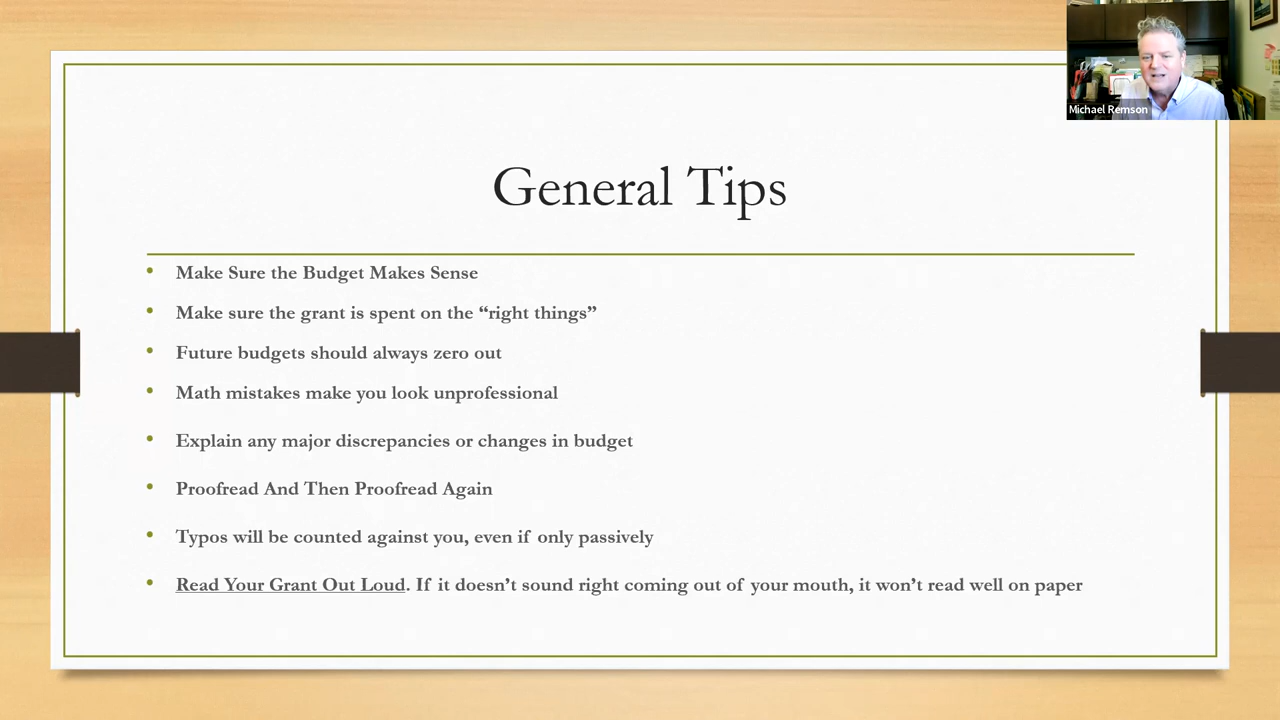 Michael Remson
General Tips
• Make Sure the Budget Makes Sense
• Make sure the grant is spent on the “right things”
• Future budgets should always zero out
• Math mistakes make you look unprofessional
• Explain any major discrepancies or changes in budget
• Proofread And Then Proofread Again
• Typos will be counted against you, even if only passively
• Read Your Grant Out Loud. If it doesn’t sound right coming out of your mouth, it won’t read well on paper